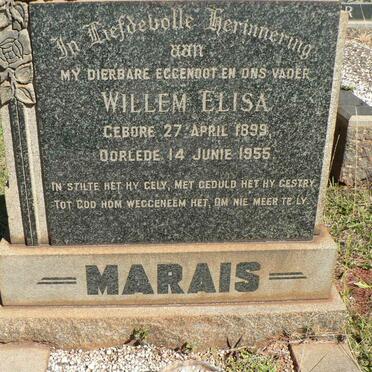 In Liefdevolle Herinnering
aan
MY DIERBARE EGGENOOT EN ONS VADER
WILLEM ELISA
GEBORE 27 APRIL 1899,
OORLEDE 14 JUNIE 1955.
IN STILTE HET HY GELY, MET GEDULD HET HY GESTRY
TOT GOD HOM WEGGENEEM HET, OM NIE MEER TE LY.
MARAIS